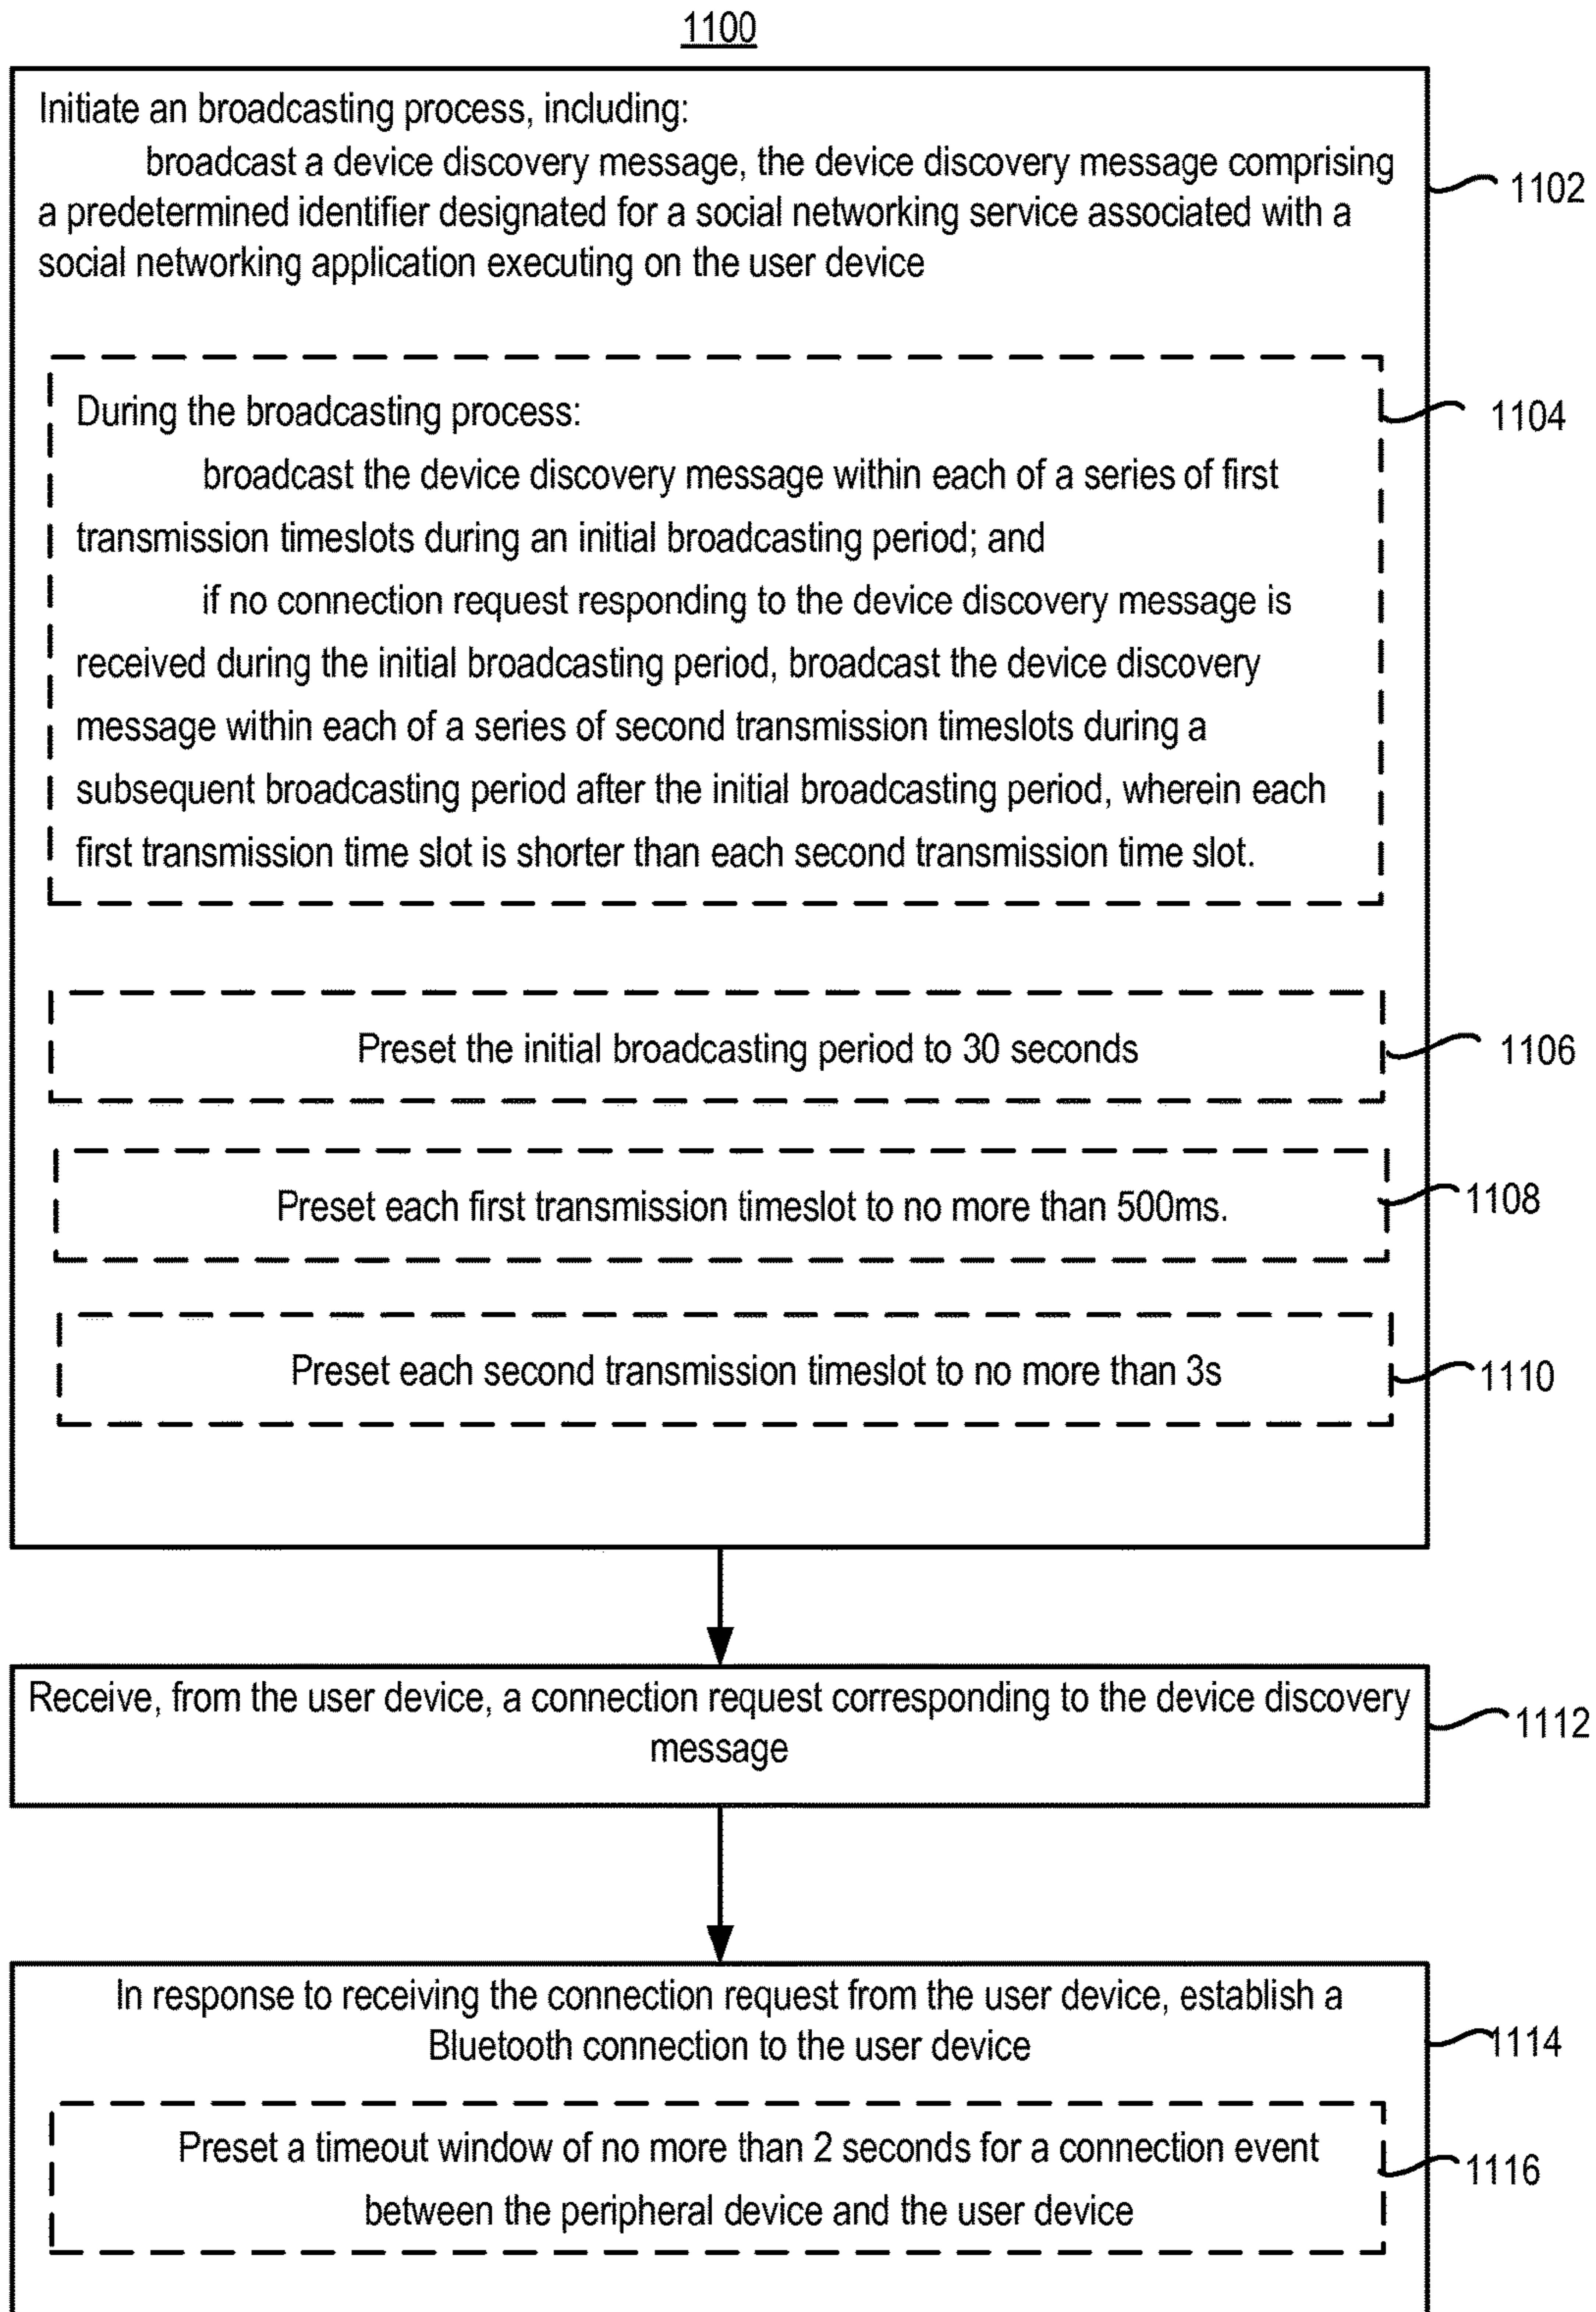 1100
Initiate an broadcasting process, including:
broadcast a device discovery message, the device discovery message comprising
a predetermined identifier designated for a social networking service associated with a
social networking application executing on the user device
1102
During the broadcasting process:
1104
broadcast the device discovery message within each of a series of first
transmission timeslots during an initial broadcasting period; and
if no connection request responding to the device discovery message is
received during the initial broadcasting period, broadcast the device discovery
message within each of a series of second transmission timeslots during a
subsequent broadcasting period after the initial broadcasting period, wherein each
first transmission time slot is shorter than each second transmission time slot.
Preset the initial broadcasting period to 30 seconds
1106
Preset each first transmission timeslot to no more than 500ms.
1108
Preset each second transmission timeslot to no more than 3s
1110
Receive, from the user device, a connection request corresponding to the device discovery
message
1112
In response to receiving the connection request from the user device, establish a
Bluetooth connection to the user device
1114
Preset a timeout window of no more than 2 seconds for a connection event
between the peripheral device and the user device
1116